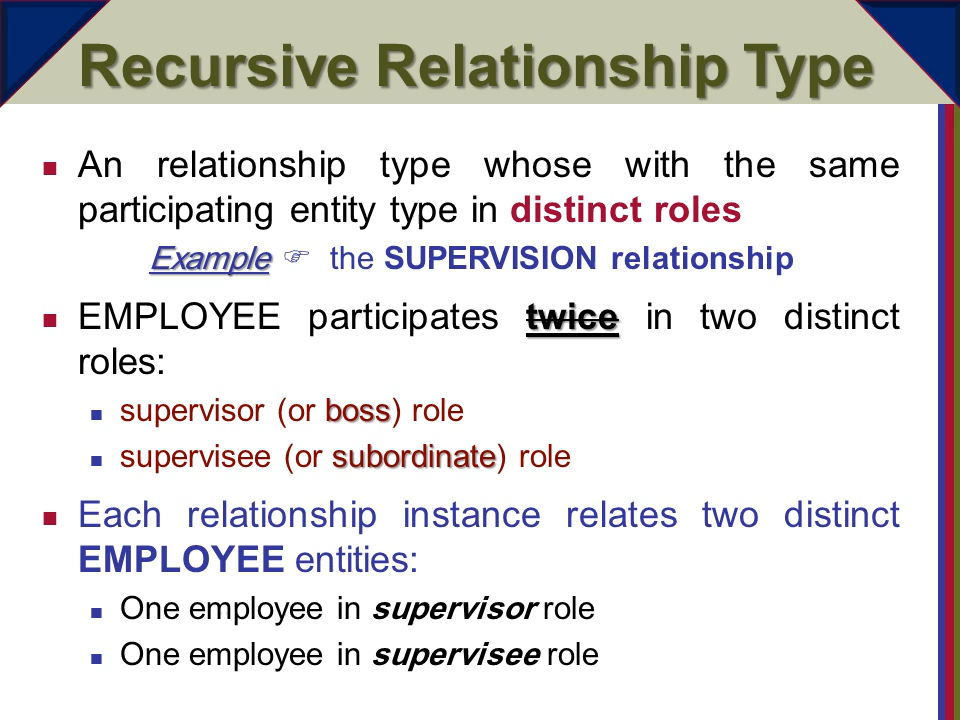 Recursive Relationship Type
An relationship type whose with the same
participating entity type in distinct roles
Example ☞ the SUPERVISION relationship
EMPLOYEE participates twice in two distinct
roles:
supervisor (or boss) role
supervisee (or subordinate) role
Each relationship instance relates two distinct
EMPLOYEE entities:
One employee in supervisor role
One employee in supervisee role